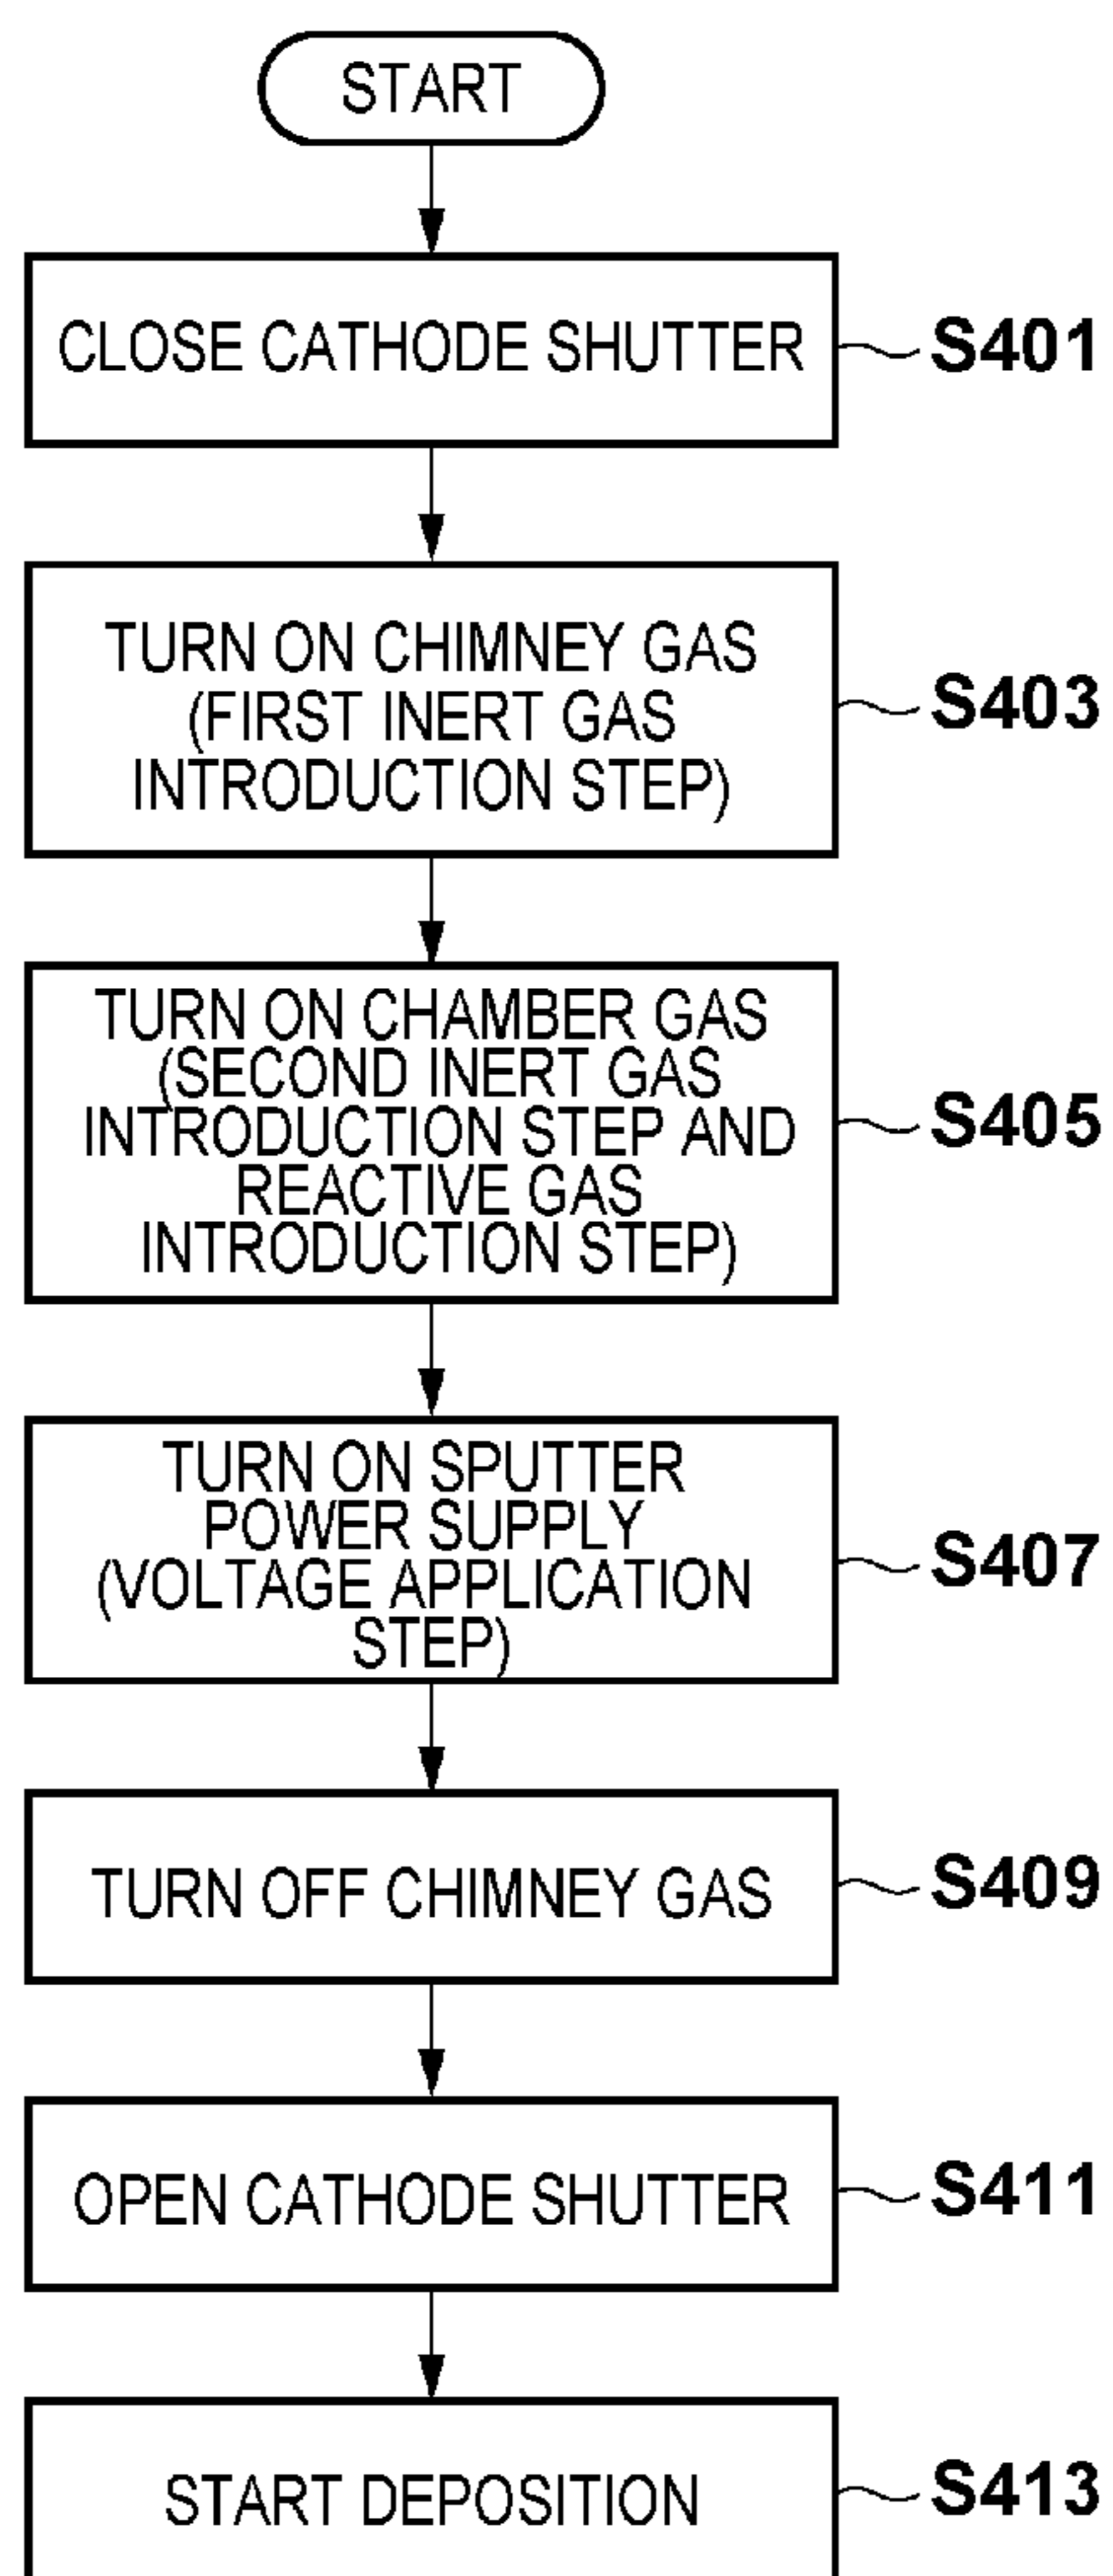 START
CLOSE CATHODE SHUTTER
S401
TURN ON CHIMNEY GAS
(FIRST INERT GAS
INTRODUCTION STEP)
S403
TURN ON CHAMBER GAS
(SECOND INERT GAS
INTRODUCTION STEP AND
REACTIVE GAS
INTRODUCTION STEP)
S405
TURN ON SPUTTER
POWER SUPPLY
(VOLTAGE APPLICATION
STEP)
S407
TURN OFF CHIMNEY GAS
S409
OPEN CATHODE SHUTTER
S411
START DEPOSITION
S413